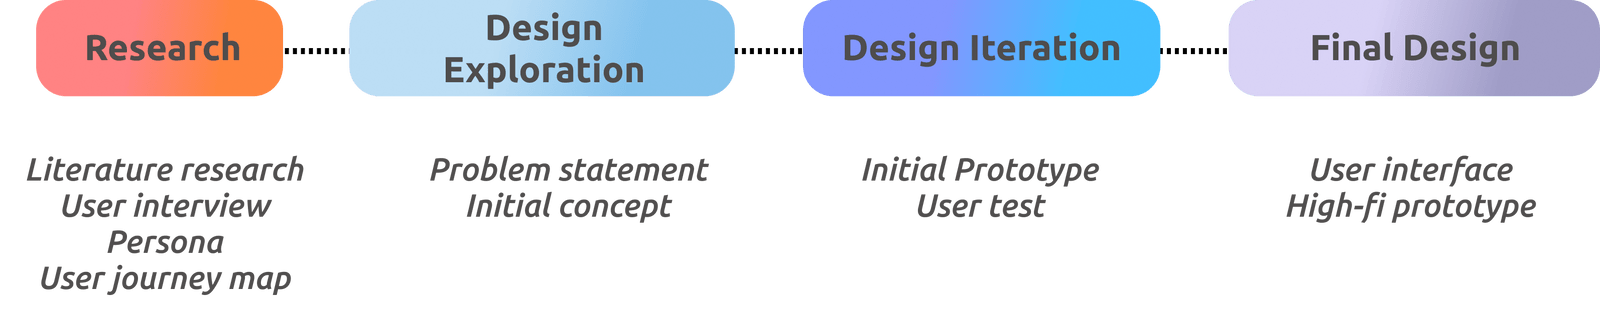 Research
Design
Exploration
Design Iteration
Final Design
Literature research
User interview
Persona
User journey map
Problem statement
Initial concept
Initial Prototype
User test
User interface
High-fi prototype